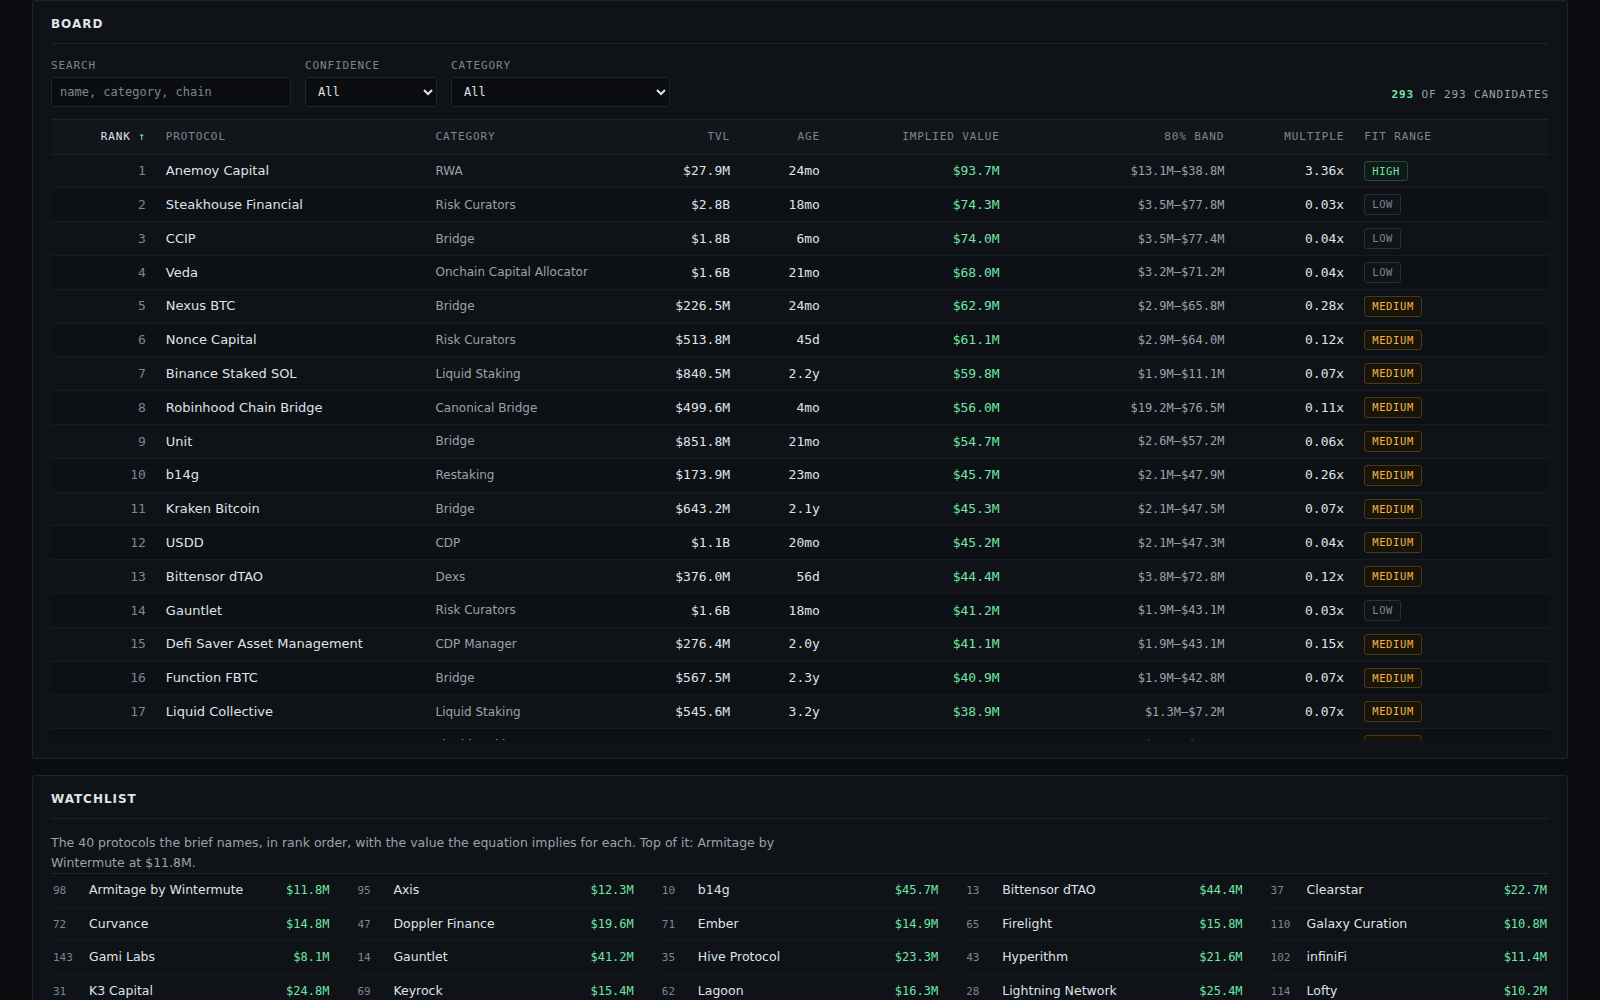 BOARD
SEARCH CONFIDENCE CATEGORY
name, category, chain All All 293 OF 293 CANDIDATES
RANK ↑ PROTOCOL CATEGORY TVL AGE IMPLIED VALUE 80% BAND MULTIPLE FIT RANGE
1 Anemoy Capital RWA $27.9M 24mo $93.7M $13.1M–$38.8M 3.36x HIGH
2 Steakhouse Financial Risk Curators $2.8B 18mo $74.3M $3.5M–$77.8M 0.03x LOW
3 CCIP Bridge $1.8B 6mo $74.0M $3.5M–$77.4M 0.04x LOW
4 Veda Onchain Capital Allocator $1.6B 21mo $68.0M $3.2M–$71.2M 0.04x LOW
5 Nexus BTC Bridge $226.5M 24mo $62.9M $2.9M–$65.8M 0.28x MEDIUM
6 Nonce Capital Risk Curators $513.8M 45d $61.1M $2.9M–$64.0M 0.12x MEDIUM
7 Binance Staked SOL Liquid Staking $840.5M 2.2y $59.8M $1.9M–$11.1M 0.07x MEDIUM
8 Robinhood Chain Bridge Canonical Bridge $499.6M 4mo $56.0M $19.2M–$76.5M 0.11x MEDIUM
9 Unit Bridge $851.8M 21mo $54.7M $2.6M–$57.2M 0.06x MEDIUM
10 b14g Restaking $173.9M 23mo $45.7M $2.1M–$47.9M 0.26x MEDIUM
11 Kraken Bitcoin Bridge $643.2M 2.1y $45.3M $2.1M–$47.5M 0.07x MEDIUM
12 USDD CDP $1.1B 20mo $45.2M $2.1M–$47.3M 0.04x MEDIUM
13 Bittensor dTAO Dexs $376.0M 56d $44.4M $3.8M–$72.8M 0.12x MEDIUM
14 Gauntlet Risk Curators $1.6B 18mo $41.2M $1.9M–$43.1M 0.03x LOW
15 Defi Saver Asset Management CDP Manager $276.4M 2.0y $41.1M $1.9M–$43.1M 0.15x MEDIUM
16 Function FBTC Bridge $567.5M 2.3y $40.9M $1.9M–$42.8M 0.07x MEDIUM
17 Liquid Collective Liquid Staking $545.6M 3.2y $38.9M $1.3M–$7.2M 0.07x MEDIUM
WATCHLIST
The 40 protocols the brief names, in rank order, with the value the equation implies for each. Top of it: Armitage by
Wintermute at $11.8M.
98 Armitage by Wintermute $11.8M 95 Axis $12.3M 10 b14g $45.7M 13 Bittensor dTAO $44.4M 37 Clearstar $22.7M
72 Curvance $14.8M 47 Doppler Finance $19.6M 71 Ember $14.9M 65 Firelight $15.8M 110 Galaxy Curation $10.8M
143 Gami Labs $8.1M 14 Gauntlet $41.2M 35 Hive Protocol $23.3M 43 Hyperithm $21.6M 102 infiniFi $11.4M
31 K3 Capital $24.8M 69 Keyrock $15.4M 62 Lagoon $16.3M 28 Lightning Network $25.4M 114 Lofty $10.2M